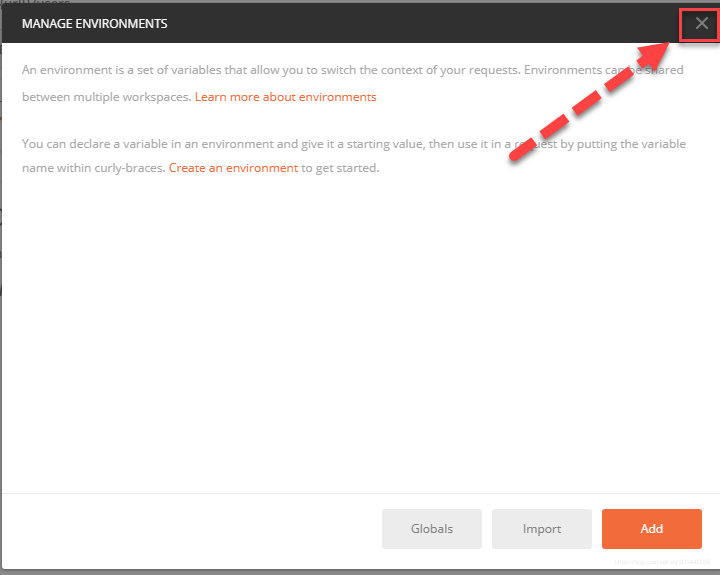 MANAGE ENVIRONMENTS
An environment is a set of variables that allow you to switch the context of your requests. Environments can be shared
between multiple workspaces. Learn more about environments
You can declare a variable in an environment and give it a starting value, then use it in a request by putting the variable
name within curly-braces. Create an environment to get started.
Globals
Import
Add